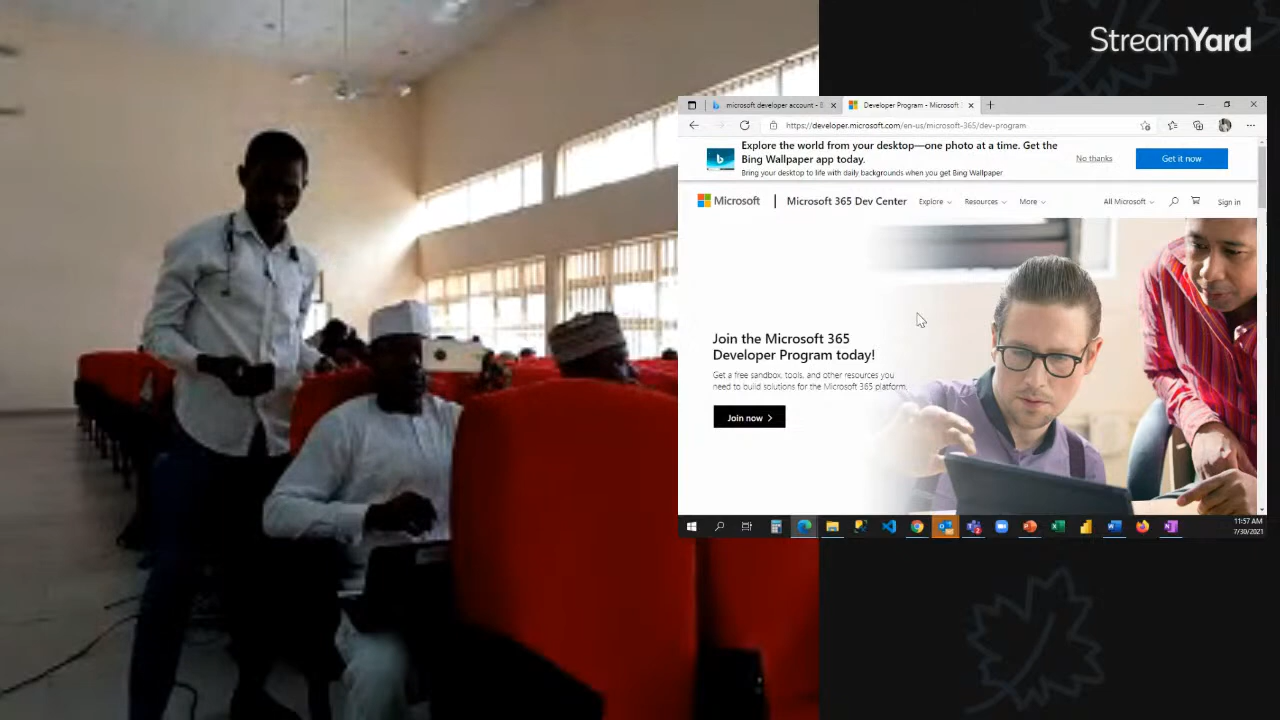 StreamYard
microsoft developer account - B
Developer Program - Microsoft
https://developer.microsoft.com/en-us/microsoft-365/dev-program
Explore the world from your desktop—one photo at a time. Get the
Bing Wallpaper app today.
Bring your desktop to life with daily backgrounds when you get Bing Wallpaper
No thanks
Get it now
Microsoft
Microsoft 365 Dev Center
Explore
Resources
More
All Microsoft
Sign in
Join the Microsoft 365
Developer Program today!
Get a free sandbox, tools, and other resources you
need to build solutions for the Microsoft 365 platform.
Join now
11:57 AM
7/30/2021